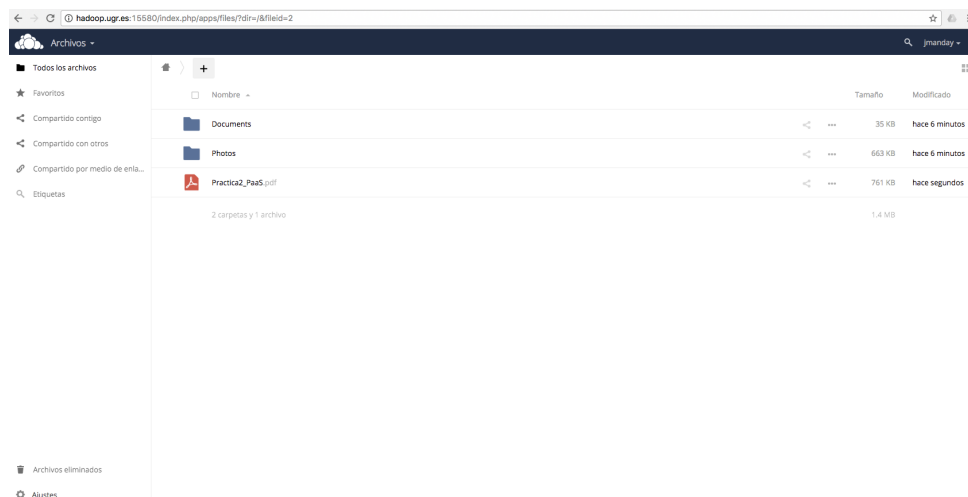 hadoop.ugr.es:15580/index.php/apps/files/?dir=/&fileid=2
Archivos
jmanday
Todos los archivos
Favoritos
Compartido contigo
Compartido con otros
Compartido por medio de enla...
Etiquetas
Nombre Tamaño Modificado
Documents 35 KB hace 6 minutos
Photos 663 KB hace 6 minutos
Practica2_PaaS.pdf 761 KB hace segundos
2 carpetas y 1 archivo 1.4 MB
Archivos eliminados
Ajustes